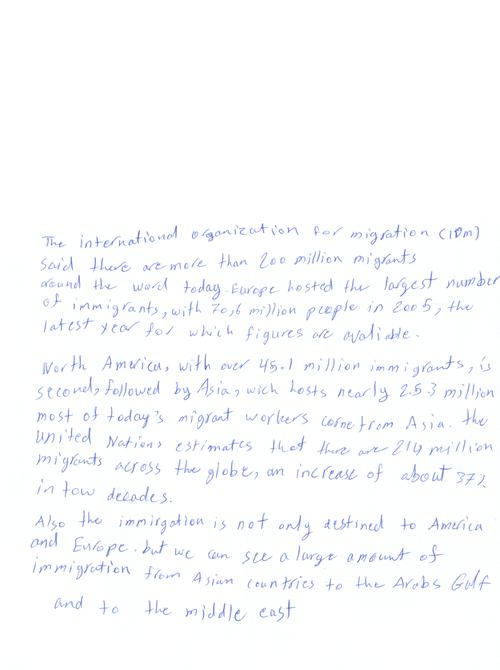 The international organization for migration (IOm)
said there are more than 200 million migrants
around the word today. Europe hosted the largest number
of immigrants, with 70,6 million people in 2005, the
latest year for which figures are avaliable.
North America, with over 45.1 million immigrants, is
second, followed by Asia, wich hosts nearly 25.3 million
most of today's migrant workers come from Asia. the
United Nations estimates that there are 214 million
migrants across the globe, an increase of about 37%
in tow decades.
Also the immirgation is not only destined to America
and Europe. but we can see a large amount of
immigration from Asian countries to the Arabs Golf
and to the middle east